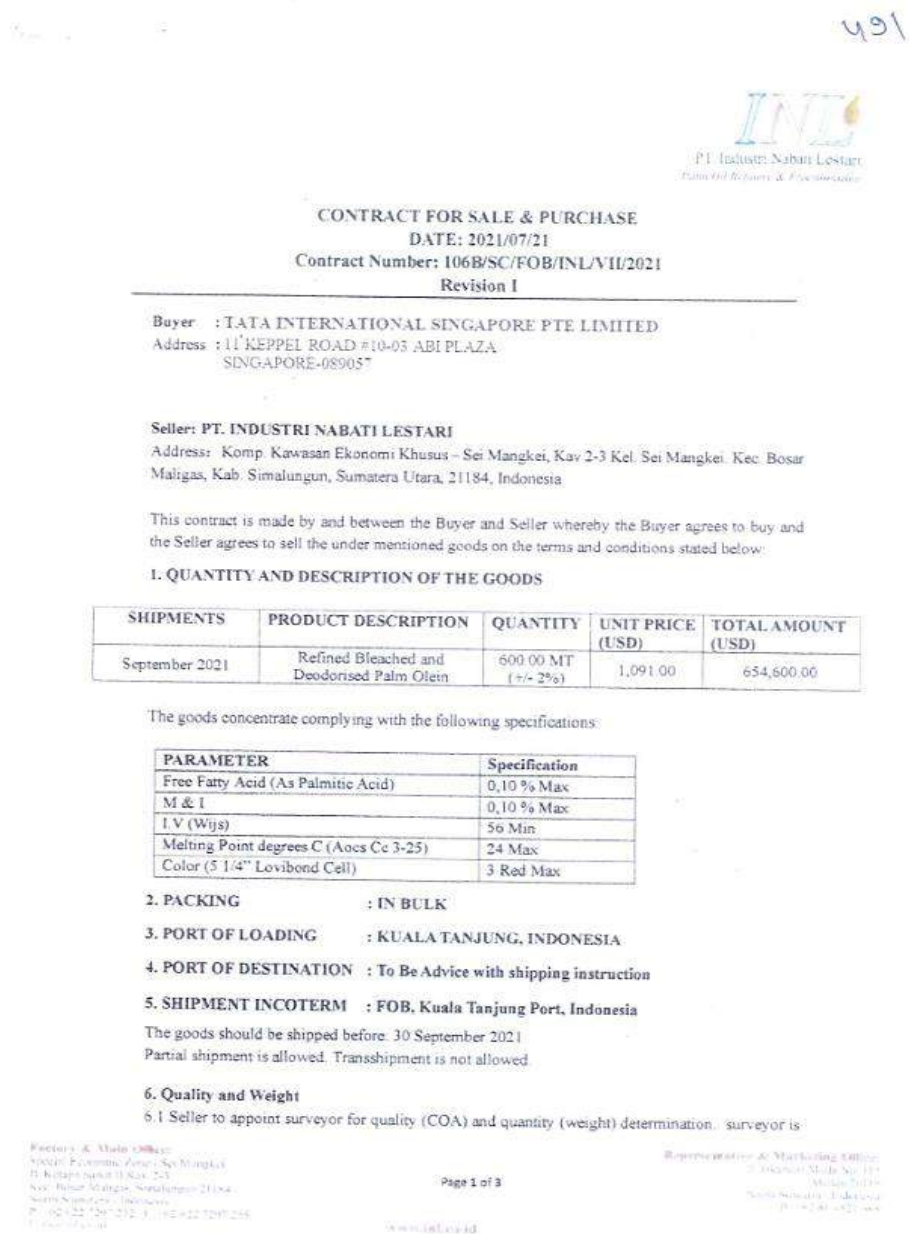 491
INL
PT. Industri Nabati Lestari
CONTRACT FOR SALE & PURCHASE
DATE: 2021/07/21
Contract Number: 106B/SC/FOB/INL/VII/2021
Revision I
Buyer : TATA INTERNATIONAL SINGAPORE PTE LIMITED
Address : 11 KEPPEL ROAD #10-03 ABI PLAZA
SINGAPORE-089057
Seller: PT. INDUSTRI NABATI LESTARI
Address: Komp. Kawasan Ekonomi Khusus – Sei Mangkei, Kav 2-3 Kel. Sei Mangkei. Kec. Bosar
Maligas, Kab. Simalungun, Sumatera Utara, 21184, Indonesia
This contract is made by and between the Buyer and Seller whereby the Buyer agrees to buy and
the Seller agrees to sell the under mentioned goods on the terms and conditions stated below:
1. QUANTITY AND DESCRIPTION OF THE GOODS
SHIPMENTS PRODUCT DESCRIPTION QUANTITY UNIT PRICE (USD) TOTAL AMOUNT (USD)
September 2021 Refined Bleached and Deodorised Palm Olein 600.00 MT (+/- 2%) 1,091.00 654,600.00
The goods concentrate complying with the following specifications:
PARAMETER Specification
Free Fatty Acid (As Palmitic Acid) 0,10 % Max
M & I 0,10 % Max
I.V (Wijs) 56 Min
Melting Point degrees C (Aocs Cc 3-25) 24 Max
Color (5 1/4" Lovibond Cell) 3 Red Max
2. PACKING : IN BULK
3. PORT OF LOADING : KUALA TANJUNG, INDONESIA
4. PORT OF DESTINATION : To Be Advice with shipping instruction
5. SHIPMENT INCOTERM : FOB, Kuala Tanjung Port, Indonesia
The goods should be shipped before: 30 September 2021
Partial shipment is allowed. Transshipment is not allowed.
6. Quality and Weight
6.1 Seller to appoint surveyor for quality (COA) and quantity (weight) determination. surveyor is
Factory & Main Office:
Representative & Marketing Office:
Page 1 of 3
www.inl.co.id